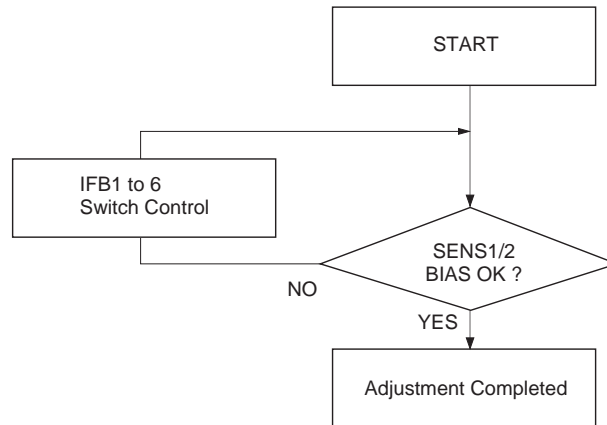 START
IFB1 to 6
Switch Control
SENS1/2
BIAS OK ?
NO
YES
Adjustment Completed